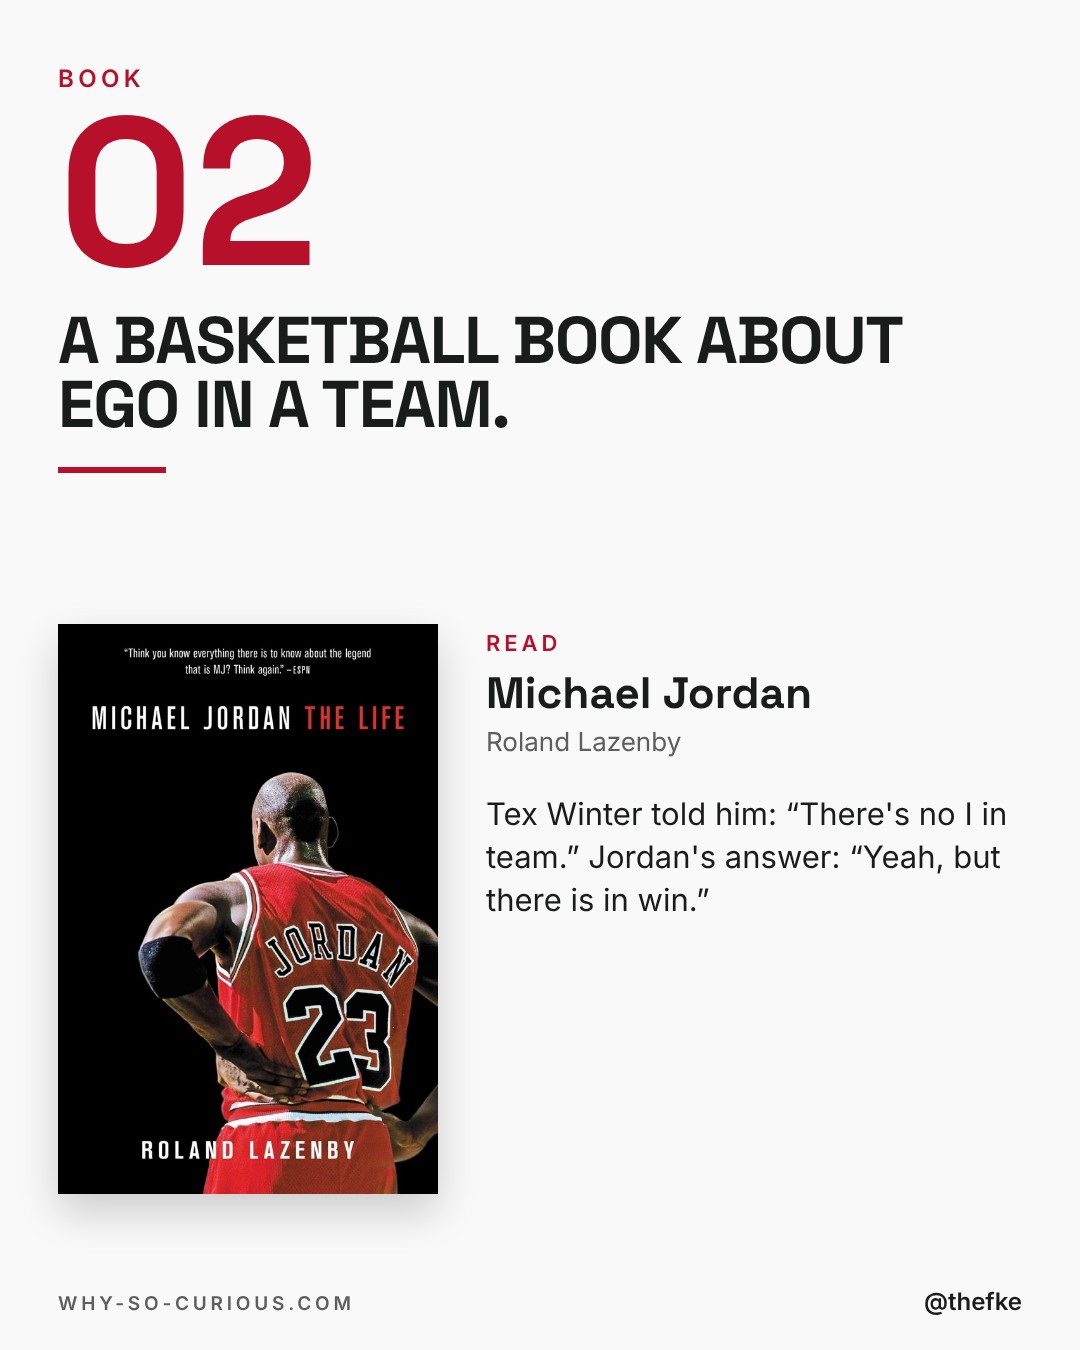 BOOK
02
A BASKETBALL BOOK ABOUT
EGO IN A TEAM.
“Think you know everything there is to know about the legend
that is MJ? Think again.” –ESPN
MICHAEL JORDAN THE LIFE
JORDAN
23
ROLAND LAZENBY
READ
Michael Jordan
Roland Lazenby
Tex Winter told him: “There's no I in
team.” Jordan's answer: “Yeah, but
there is in win.”
WHY-SO-CURIOUS.COM
@thefke